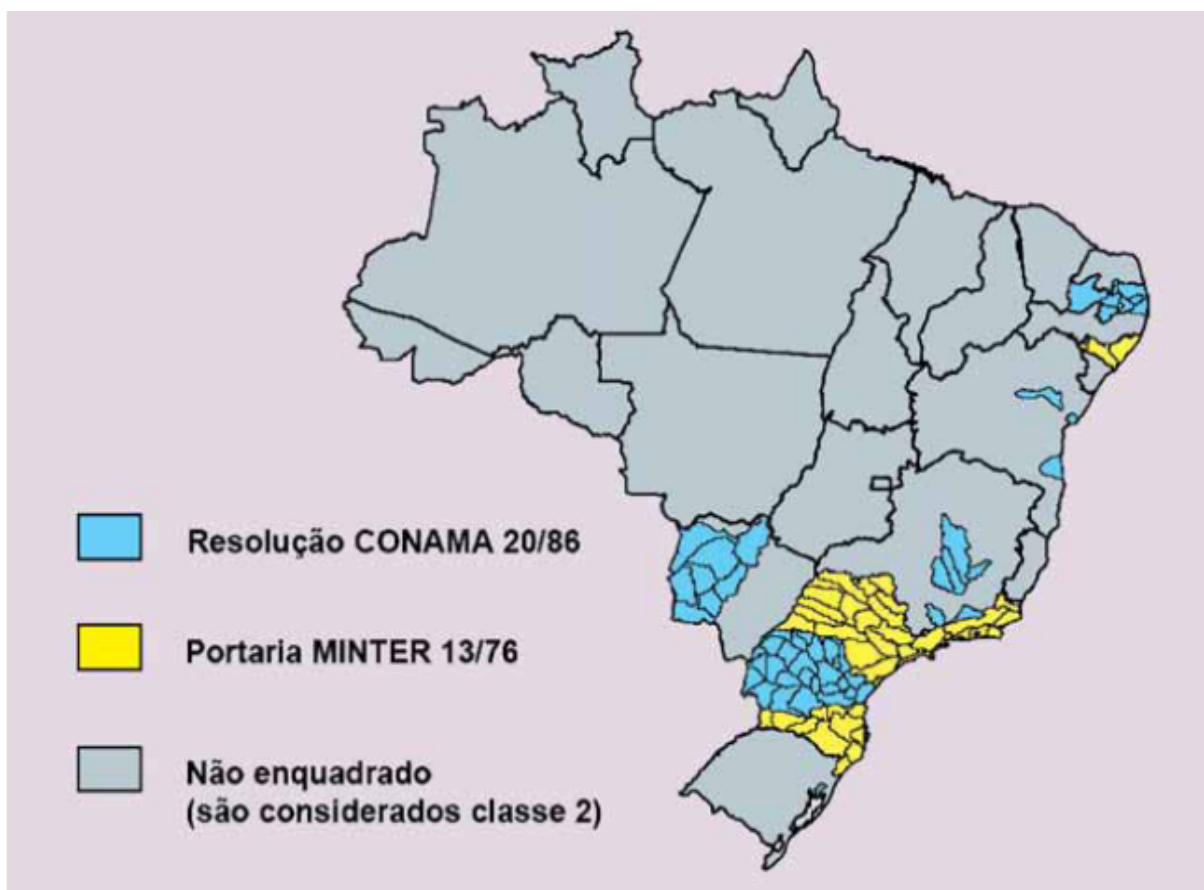 Resolução CONAMA 20/86
Portaria MINTER 13/76
Não enquadrado
(são considerados classe 2)